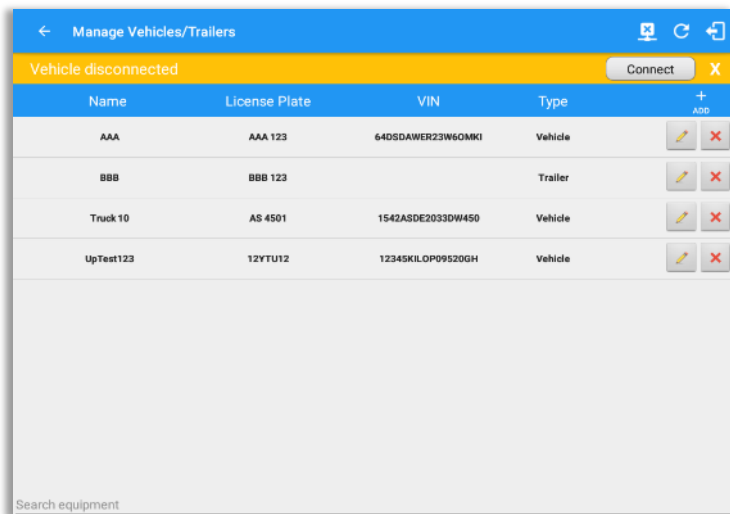 Manage Vehicles/Trailers
Vehicle disconnected Connect X
Name License Plate VIN Type + ADD
AAA AAA 123 64DSDAWER23W6OMKI Vehicle
BBB BBB 123 Trailer
Truck 10 AS 4501 1542ASDE2033DW450 Vehicle
UpTest123 12YTU12 12345KILOP09520GH Vehicle
Search equipment